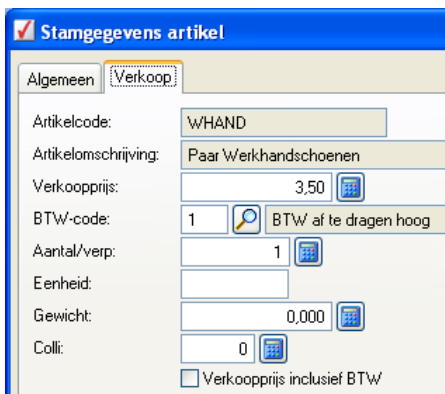 Stamgegevens artikel
Algemeen Verkoop
Artikelcode: WHAND
Artikelomschrijving: Paar Werkhandschoenen
Verkoopprijs: 3,50
BTW-code: 1 BTW af te dragen hoog
Aantal/verp: 1
Eenheid:
Gewicht: 0,000
Colli: 0
Verkoopprijs inclusief BTW